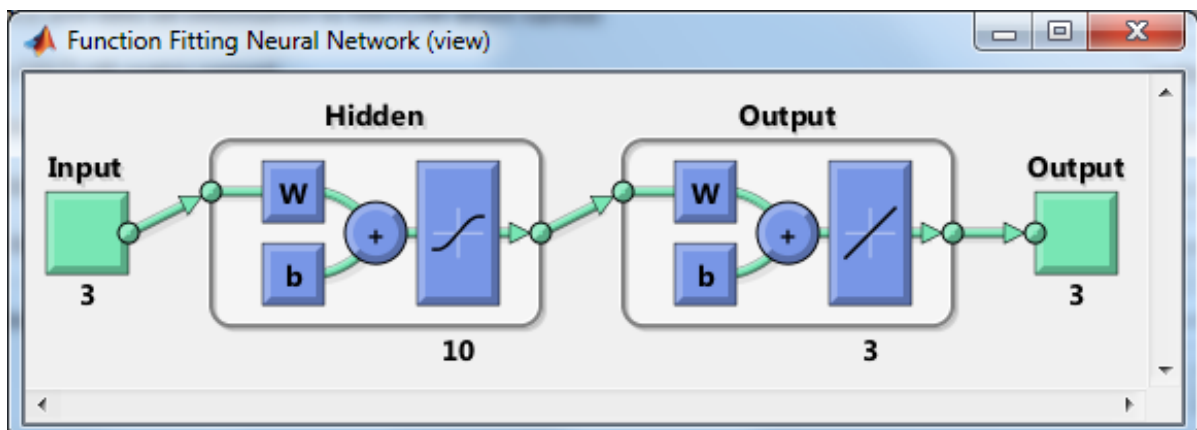 Function Fitting Neural Network (view)
Hidden
Output
Input
Output
W
+
b
W
+
b
3
10
3
3